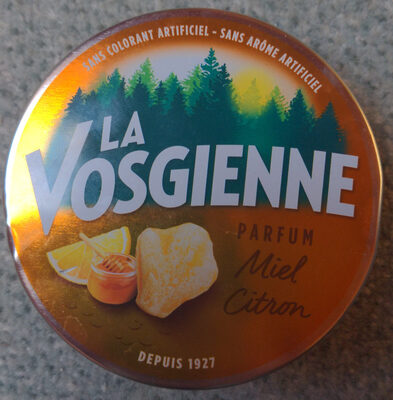 SANS COLORANT ARTIFICIEL - SANS ARÔME ARTIFICIEL
LA
VOSGIENNE
PARFUM
Miel
Citron
DEPUIS 1927